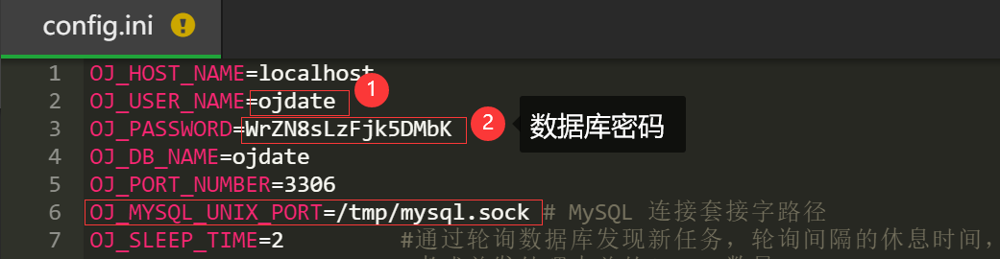 config.ini
1 OJ_HOST_NAME=localhost
2 OJ_USER_NAME=ojdate 1
3 OJ_PASSWORD=WrZN8sLzFjk5DMbK 2 数据库密码
4 OJ_DB_NAME=ojdate
5 OJ_PORT_NUMBER=3306
6 OJ_MYSQL_UNIX_PORT=/tmp/mysql.sock # MySQL 连接套接字路径
7 OJ_SLEEP_TIME=2 #通过轮询数据库发现新任务，轮询间隔的休息时间，